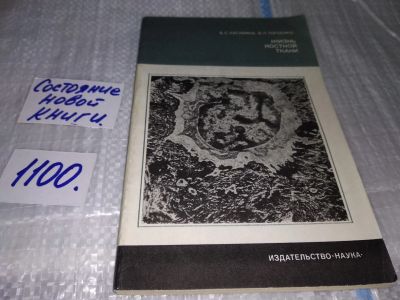 Состояние
новой
книги.
1100.
ЖИЗНЬ
КОСТНОЙ
ТКАНИ
ИЗДАТЕЛЬСТВО «НАУКА»